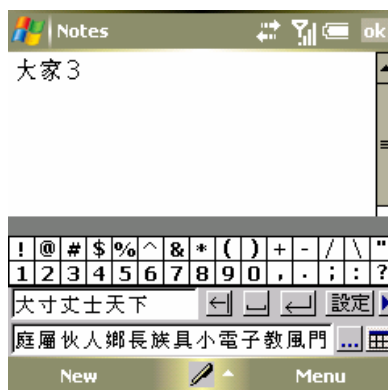 Notes ok
大家3
! @ # $ % ^ & * ( ) + - / \ "
1 2 3 4 5 6 7 8 9 0 , . ; : ?
大寸丈士天下 設定
庭屬伙人鄉長族具小電子教風門 ...
New Menu